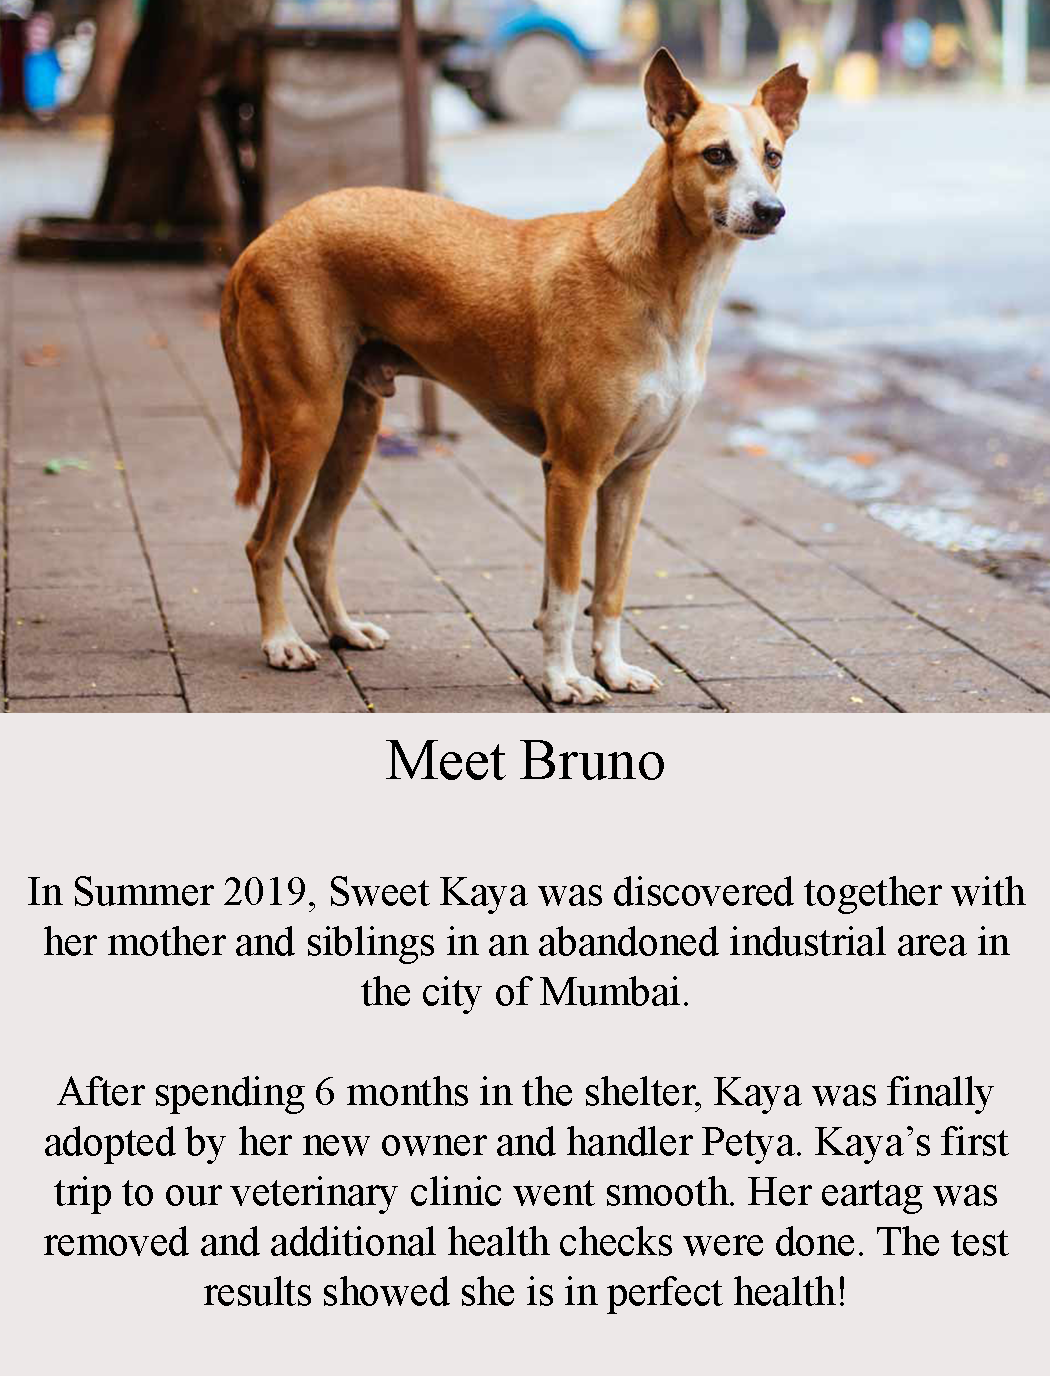 Meet Bruno
In Summer 2019, Sweet Kaya was discovered together with
her mother and siblings in an abandoned industrial area in
the city of Mumbai.
After spending 6 months in the shelter, Kaya was finally
adopted by her new owner and handler Petya. Kaya’s first
trip to our veterinary clinic went smooth. Her eartag was
removed and additional health checks were done. The test
results showed she is in perfect health!